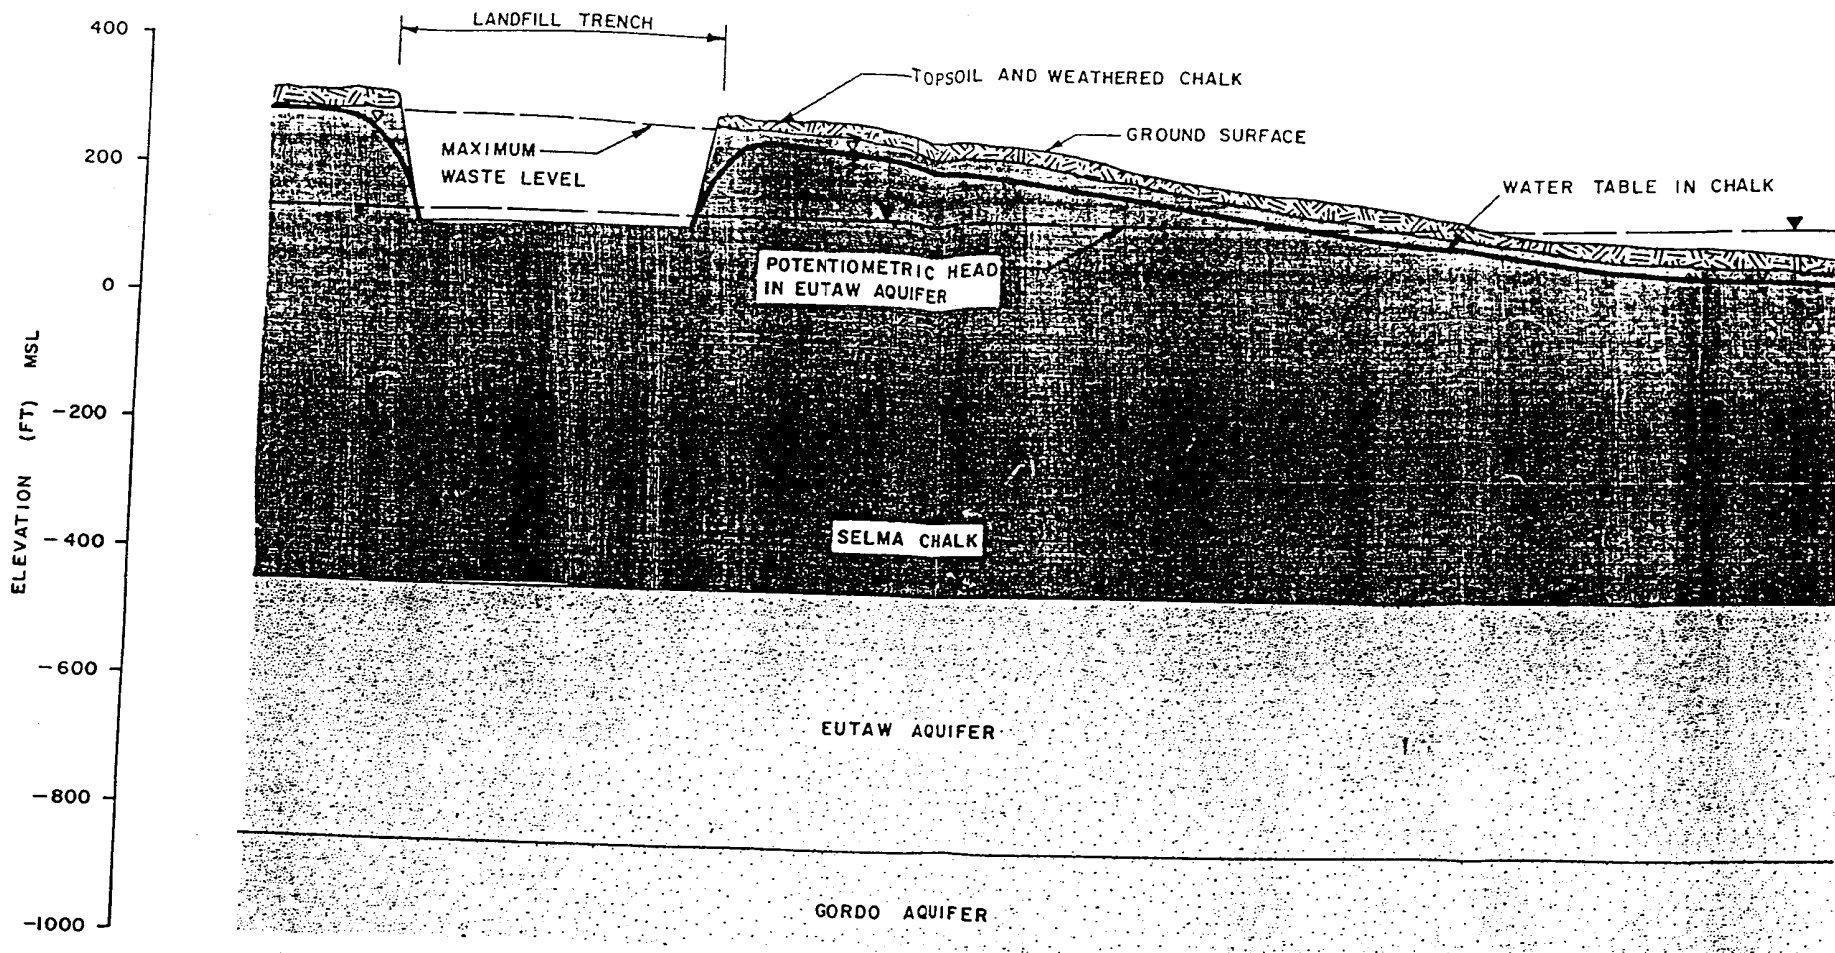 LANDFILL TRENCH
400
TOPSOIL AND WEATHERED CHALK
GROUND SURFACE
MAXIMUM
WASTE LEVEL
200
WATER TABLE IN CHALK
POTENTIOMETRIC HEAD
IN EUTAW AQUIFER
0
ELEVATION (FT) MSL
-200
SELMA CHALK
-400
-600
EUTAW AQUIFER
-800
GORDO AQUIFER
-1000